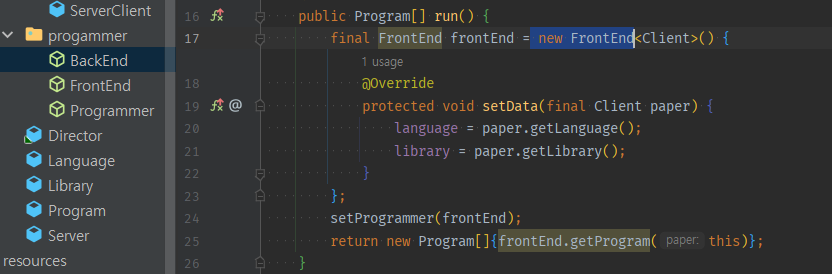 ServerClient
progammer
BackEnd
FrontEnd
Programmer
Director
Language
Library
Program
Server
resources
16 public Program[] run() {
17 final FrontEnd frontEnd = new FrontEnd<Client>() {
1 usage
18 @Override
19 @ protected void setData(final Client paper) {
20 language = paper.getLanguage();
21 library = paper.getLibrary();
22 }
23 };
24 setProgrammer(frontEnd);
25 return new Program[]{frontEnd.getProgram( paper: this)};
26 }